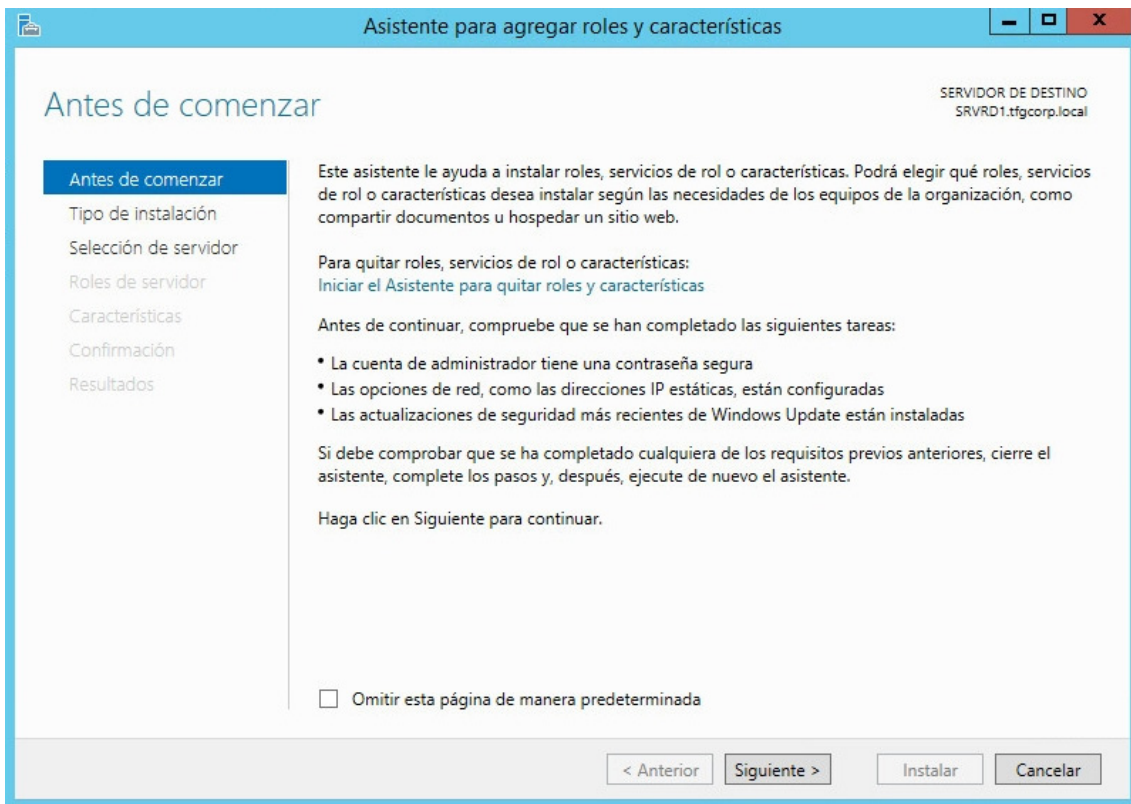 Asistente para agregar roles y características
Antes de comenzar
SERVIDOR DE DESTINO
SRVRD1.tfgcorp.local
Antes de comenzar
Tipo de instalación
Selección de servidor
Roles de servidor
Características
Confirmación
Resultados
Este asistente le ayuda a instalar roles, servicios de rol o características. Podrá elegir qué roles, servicios
de rol o características desea instalar según las necesidades de los equipos de la organización, como
compartir documentos u hospedar un sitio web.
Para quitar roles, servicios de rol o características:
Iniciar el Asistente para quitar roles y características
Antes de continuar, compruebe que se han completado las siguientes tareas:
• La cuenta de administrador tiene una contraseña segura
• Las opciones de red, como las direcciones IP estáticas, están configuradas
• Las actualizaciones de seguridad más recientes de Windows Update están instaladas
Si debe comprobar que se ha completado cualquiera de los requisitos previos anteriores, cierre el
asistente, complete los pasos y, después, ejecute de nuevo el asistente.
Haga clic en Siguiente para continuar.
Omitir esta página de manera predeterminada
< Anterior
Siguiente >
Instalar
Cancelar